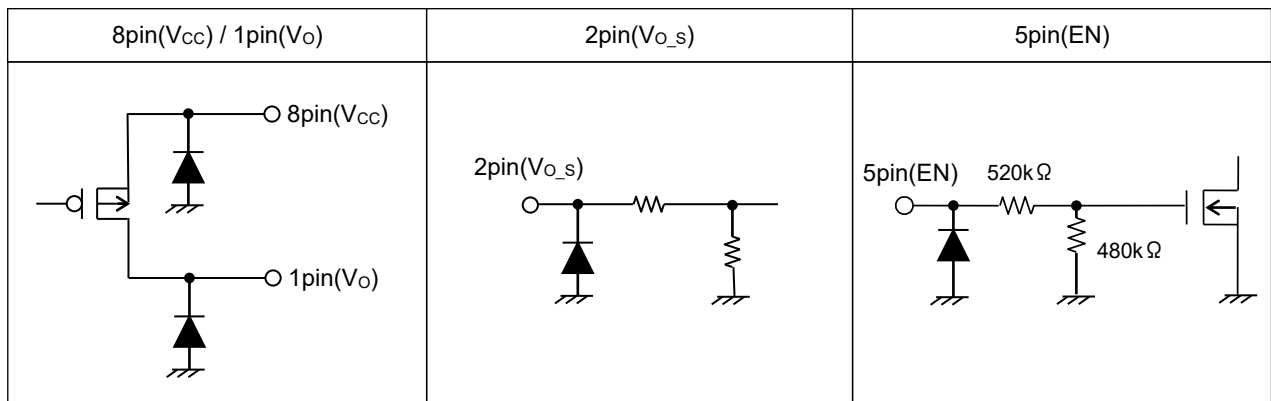 8pin(VCC) / 1pin(VO)
2pin(VO_S)
5pin(EN)
8pin(VCC)
1pin(VO)
2pin(VO_S)
5pin(EN)
520kΩ
480kΩ